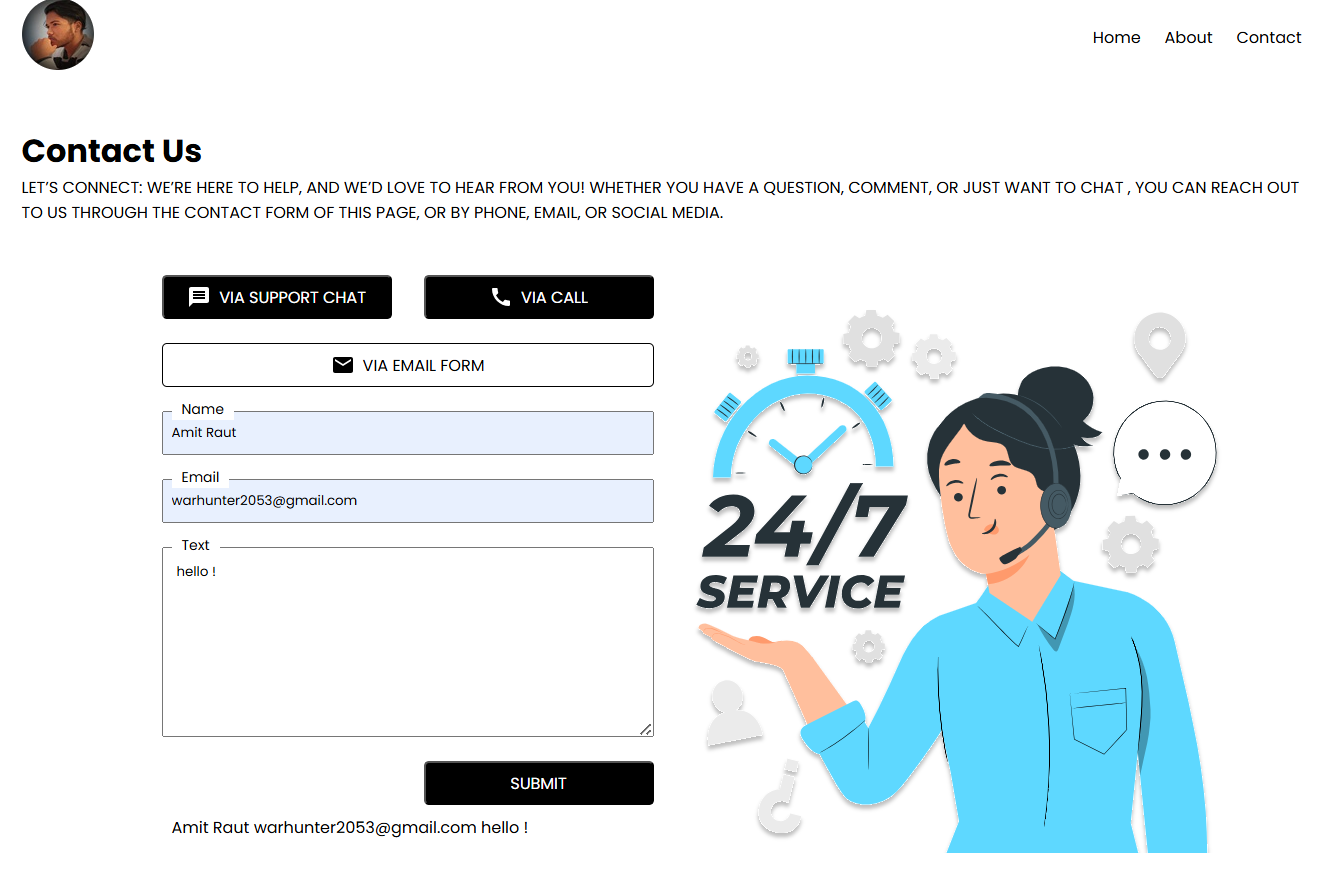 Home About Contact
Contact Us
LET’S CONNECT: WE’RE HERE TO HELP, AND WE’D LOVE TO HEAR FROM YOU! WHETHER YOU HAVE A QUESTION, COMMENT, OR JUST WANT TO CHAT , YOU CAN REACH OUT
TO US THROUGH THE CONTACT FORM OF THIS PAGE, OR BY PHONE, EMAIL, OR SOCIAL MEDIA.
VIA SUPPORT CHAT VIA CALL
VIA EMAIL FORM
Name
Amit Raut
Email
warhunter2053@gmail.com
Text
hello !
SUBMIT
Amit Raut warhunter2053@gmail.com hello !
24/7
SERVICE